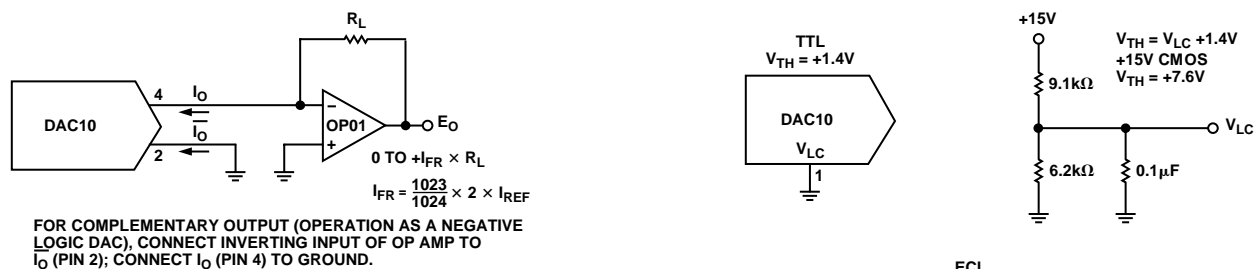 R_L
4
I_O
DAC10
I̅_O̅
2
−
+
OP01
E_O
0 TO +I_FR × R_L
I_FR = 1023/1024 × 2 × I_REF
FOR COMPLEMENTARY OUTPUT (OPERATION AS A NEGATIVE
LOGIC DAC), CONNECT INVERTING INPUT OF OP AMP TO
I̅_O̅ (PIN 2); CONNECT I_O (PIN 4) TO GROUND.
TTL
V_TH = +1.4V
DAC10
V_LC
1
+15V
V_TH = V_LC +1.4V
+15V CMOS
V_TH = +7.6V
9.1kΩ
V_LC
6.2kΩ
0.1μF
ECL